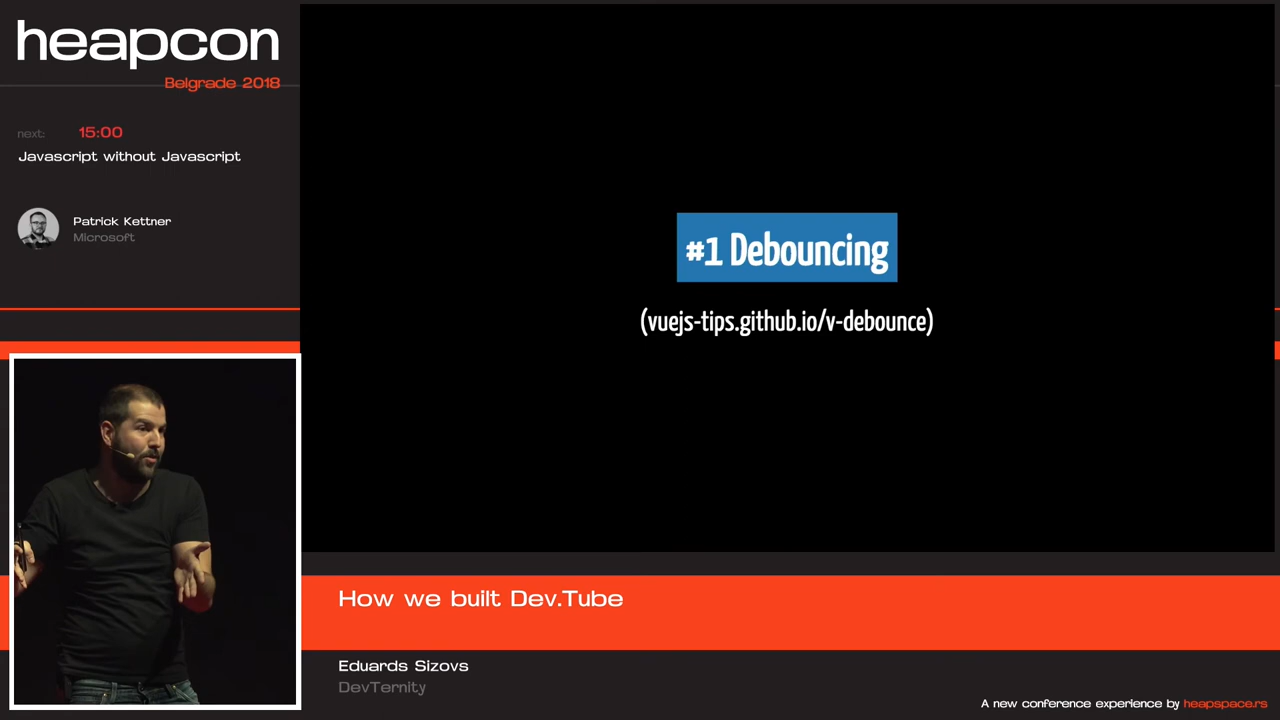 heapcon
Belgrade 2018
next: 15:00
Javascript without Javascript
Patrick Kettner
Microsoft
#1 Debouncing
(vuejs-tips.github.io/v-debounce)
How we built Dev.Tube
Eduards Sizovs
DevTernity
A new conference experience by heapspace.rs